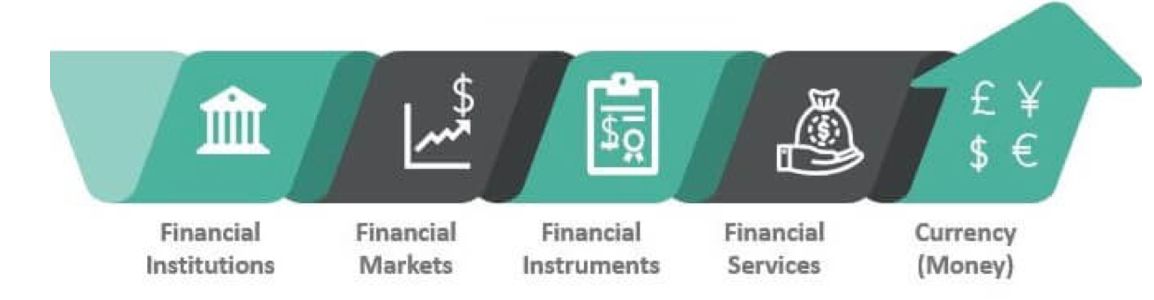 $
$
$
£ ¥
$ €
Financial
Institutions
Financial
Markets
Financial
Instruments
Financial
Services
Currency
(Money)